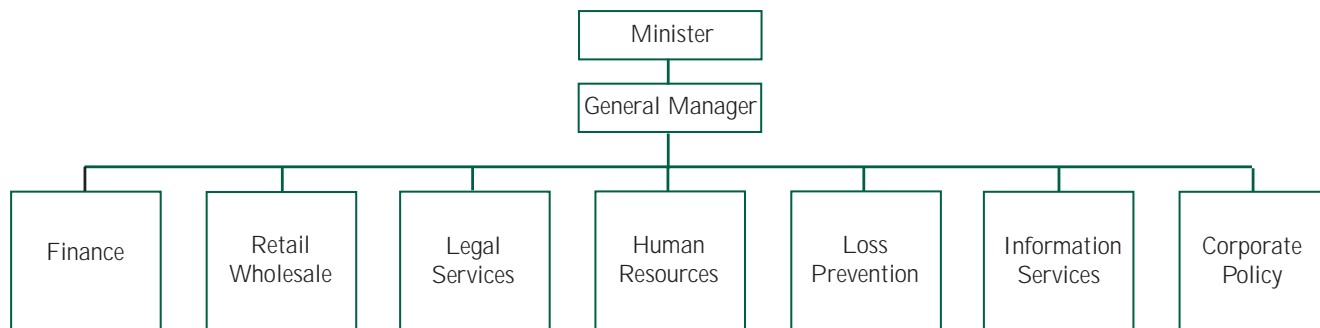 Minister
General Manager
Finance
Retail
Wholesale
Legal
Services
Human
Resources
Loss
Prevention
Information
Services
Corporate
Policy